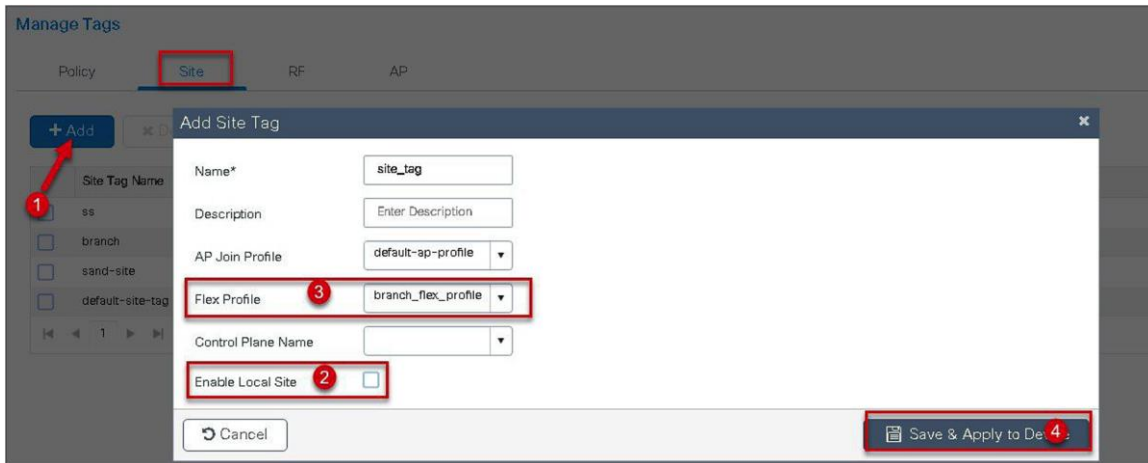 Manage Tags
Policy Site RF AP
+ Add
Add Site Tag
Site Tag Name
1
ss
branch
sand-site
default-site-tag
1
Name* site_tag
Description Enter Description
AP Join Profile default-ap-profile
Flex Profile 3 branch_flex_profile
Control Plane Name
Enable Local Site 2
Cancel
Save & Apply to 4